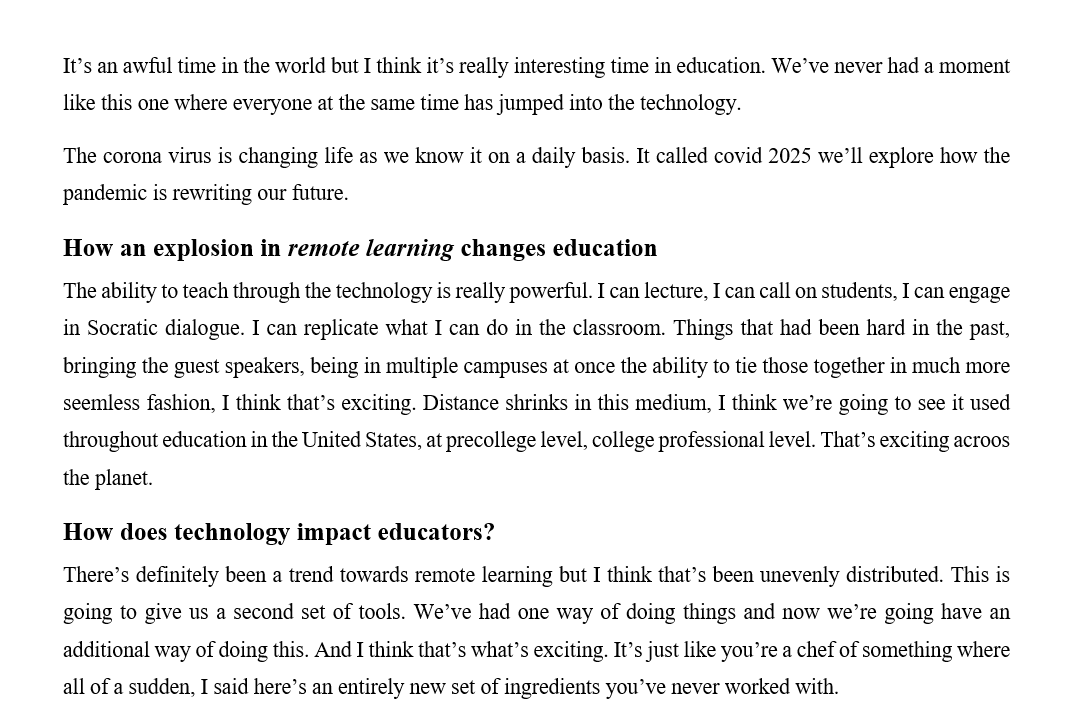 It’s an awful time in the world but I think it’s really interesting time in education. We’ve never had a moment
like this one where everyone at the same time has jumped into the technology.
The corona virus is changing life as we know it on a daily basis. It called covid 2025 we’ll explore how the
pandemic is rewriting our future.
How an explosion in remote learning changes education
The ability to teach through the technology is really powerful. I can lecture, I can call on students, I can engage
in Socratic dialogue. I can replicate what I can do in the classroom. Things that had been hard in the past,
bringing the guest speakers, being in multiple campuses at once the ability to tie those together in much more
seemless fashion, I think that’s exciting. Distance shrinks in this medium, I think we’re going to see it used
throughout education in the United States, at precollege level, college professional level. That’s exciting acroos
the planet.
How does technology impact educators?
There’s definitely been a trend towards remote learning but I think that’s been unevenly distributed. This is
going to give us a second set of tools. We’ve had one way of doing things and now we’re going have an
additional way of doing this. And I think that’s what’s exciting. It’s just like you’re a chef of something where
all of a sudden, I said here’s an entirely new set of ingredients you’ve never worked with.